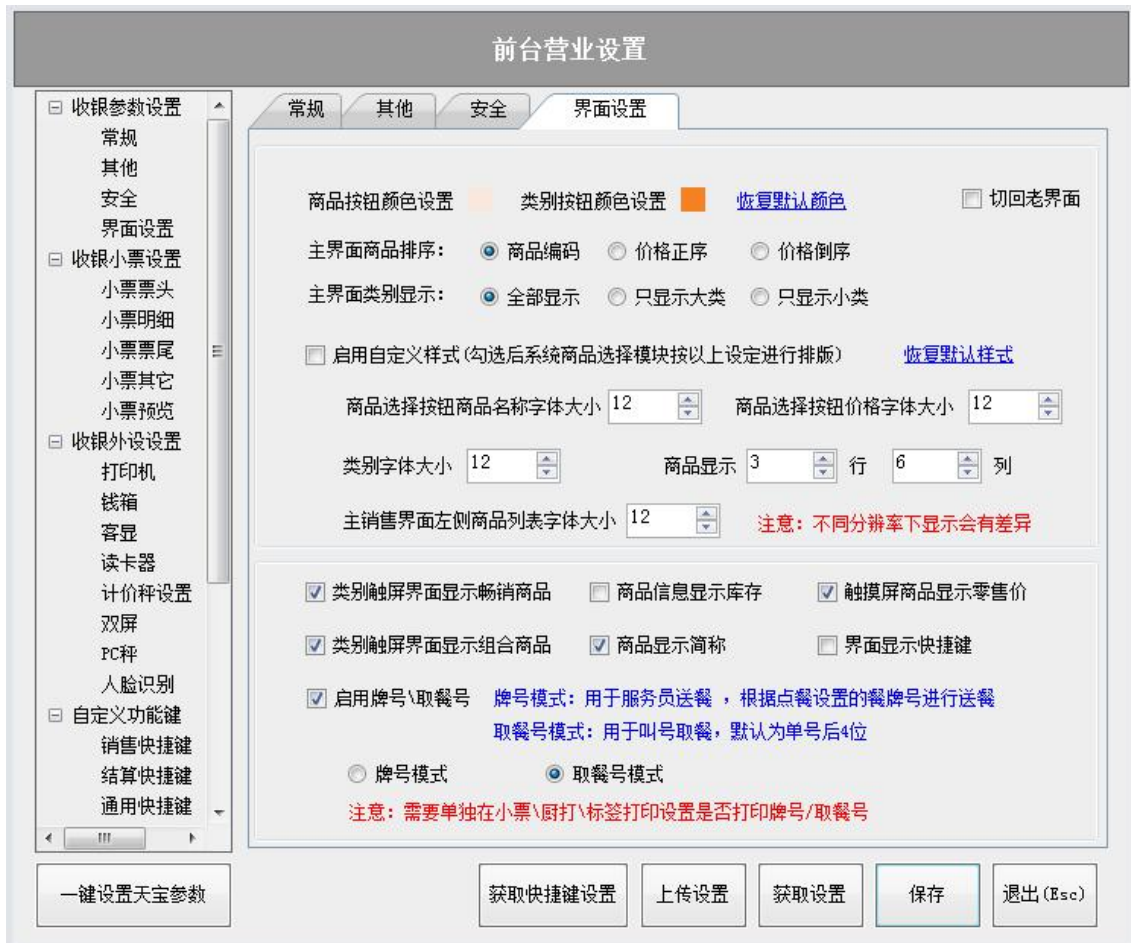 前台营业设置
收银参数设置
常规
其他
安全
界面设置
收银小票设置
小票票头
小票明细
小票票尾
小票其它
小票预览
收银外设设置
打印机
钱箱
客显
读卡器
计价秤设置
双屏
PC秤
人脸识别
自定义功能键
销售快捷键
结算快捷键
通用快捷键
常规 其他 安全 界面设置
商品按钮颜色设置 类别按钮颜色设置 恢复默认颜色 切回老界面
主界面商品排序： 商品编码 价格正序 价格倒序
主界面类别显示： 全部显示 只显示大类 只显示小类
启用自定义样式(勾选后系统商品选择模块按以上设定进行排版) 恢复默认样式
商品选择按钮商品名称字体大小 12 商品选择按钮价格字体大小 12
类别字体大小 12 商品显示 3 行 6 列
主销售界面左侧商品列表字体大小 12 注意：不同分辨率下显示会有差异
类别触屏界面显示畅销商品 商品信息显示库存 触摸屏商品显示零售价
类别触屏界面显示组合商品 商品显示简称 界面显示快捷键
启用牌号\取餐号 牌号模式：用于服务员送餐 ，根据点餐设置的餐牌号进行送餐
取餐号模式：用于叫号取餐，默认为单号后4位
牌号模式 取餐号模式
注意：需要单独在小票\厨打\标签打印设置是否打印牌号/取餐号
一键设置天宝参数 获取快捷键设置 上传设置 获取设置 保存 退出(Esc)